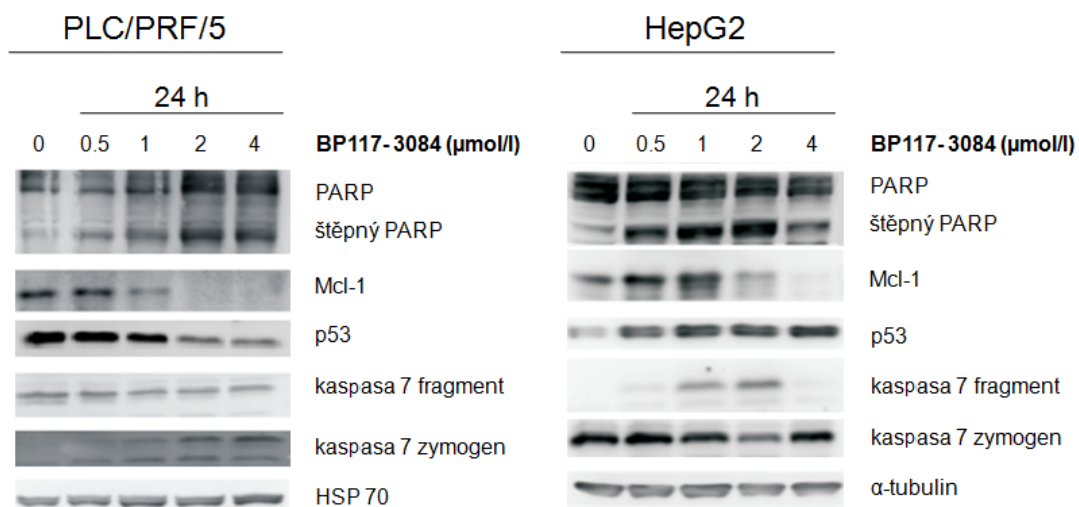 PLC/PRF/5
24 h
0 0.5 1 2 4 BP117- 3084 (µmol/l)
PARP
štěpný PARP
Mcl-1
p53
kaspasa 7 fragment
kaspasa 7 zymogen
HSP 70
HepG2
24 h
0 0.5 1 2 4 BP117- 3084 (µmol/l)
PARP
štěpný PARP
Mcl-1
p53
kaspasa 7 fragment
kaspasa 7 zymogen
α-tubulin